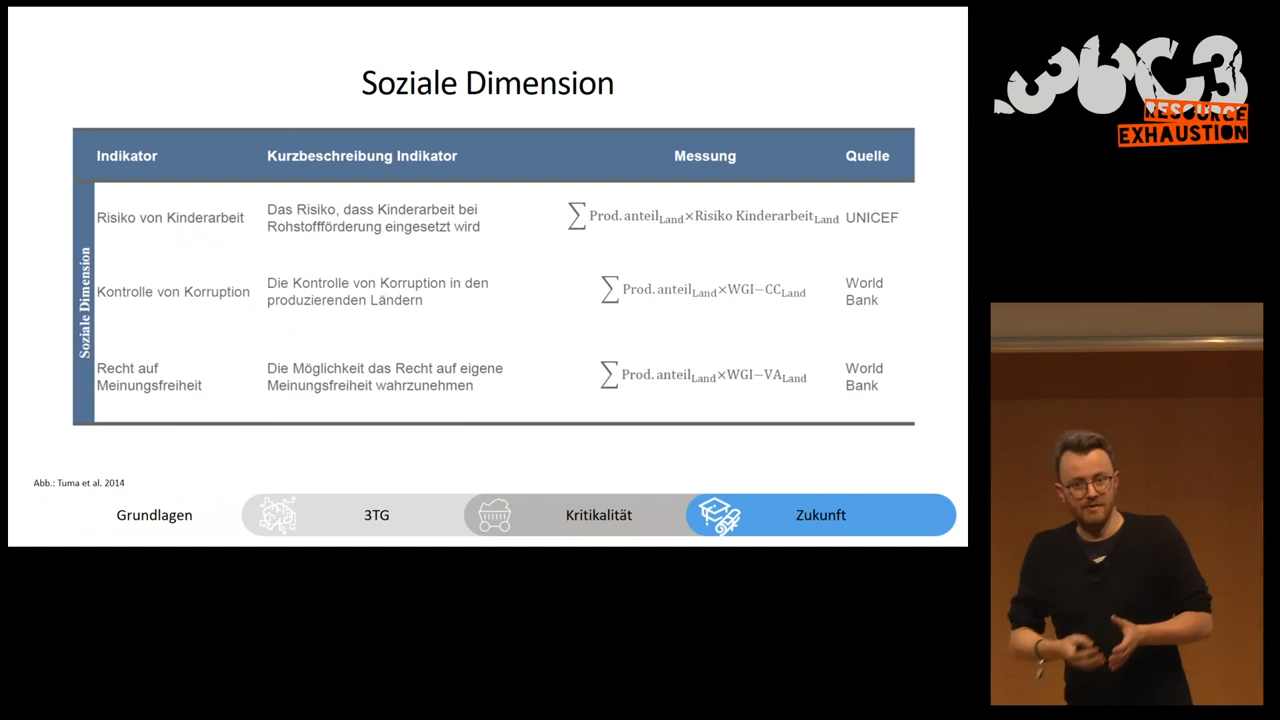 Soziale Dimension
Indikator Kurzbeschreibung Indikator Messung Quelle
Soziale Dimension
Risiko von Kinderarbeit
Das Risiko, dass Kinderarbeit bei
Rohstoffförderung eingesetzt wird
∑ Prod. anteil_Land×Risiko Kinderarbeit_Land
UNICEF
Kontrolle von Korruption
Die Kontrolle von Korruption in den
produzierenden Ländern
∑ Prod. anteil_Land×WGI−CC_Land
World
Bank
Recht auf
Meinungsfreiheit
Die Möglichkeit das Recht auf eigene
Meinungsfreiheit wahrzunehmen
∑ Prod. anteil_Land×WGI−VA_Land
World
Bank
Abb.: Tuma et al. 2014
Grundlagen 3TG Kritikalität Zukunft
36C3
RESOURCE
EXHAUSTION